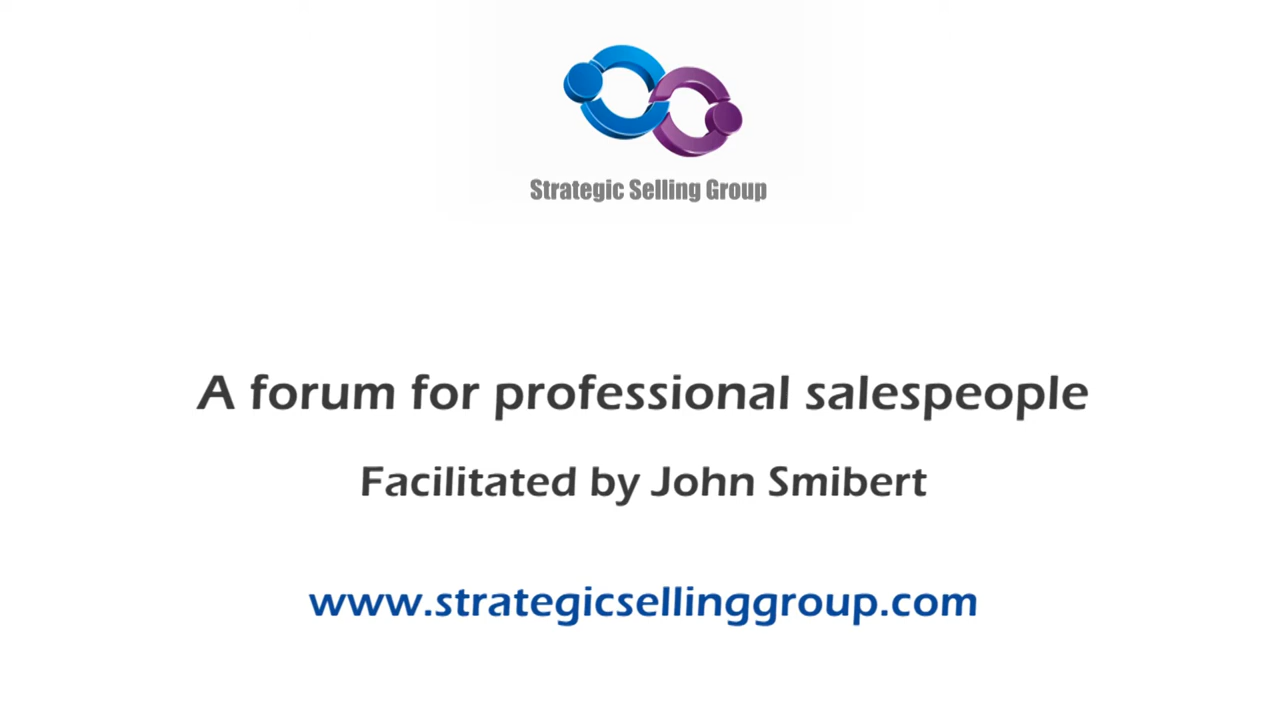 Strategic Selling Group
A forum for professional salespeople
Facilitated by John Smibert
www.strategicsellinggroup.com